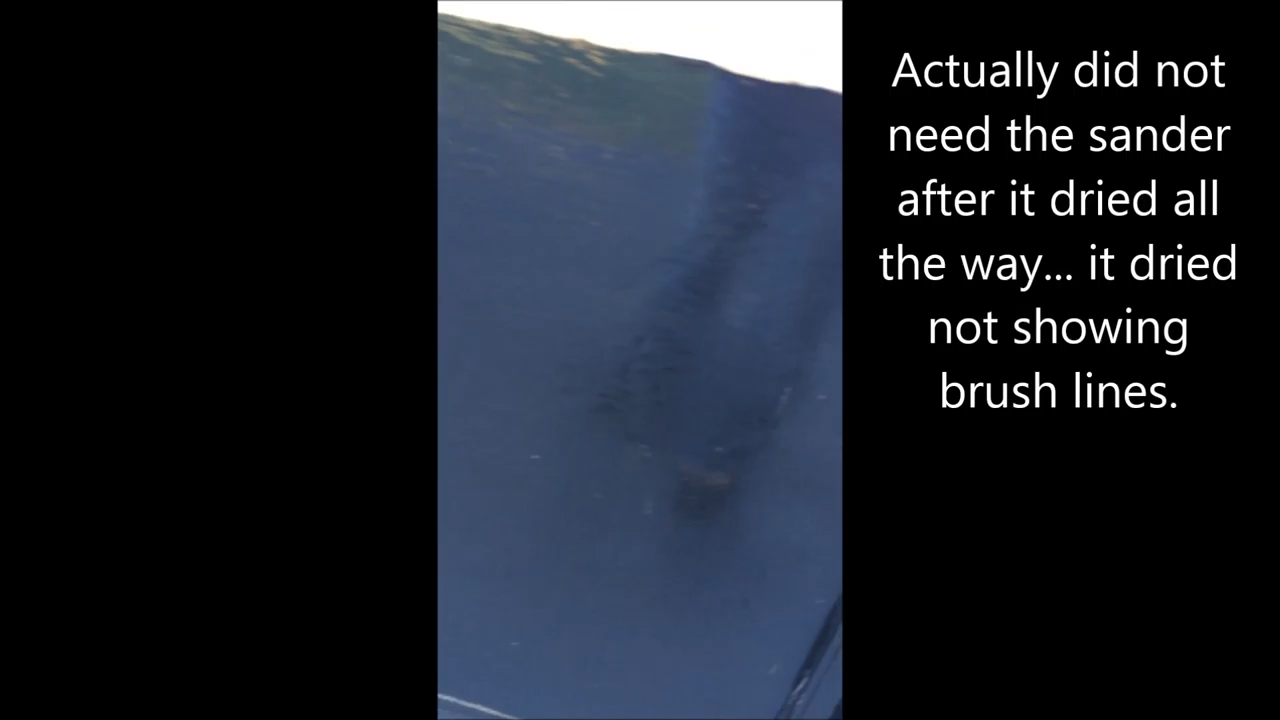 Actually did not
need the sander
after it dried all
the way... it dried
not showing
brush lines.